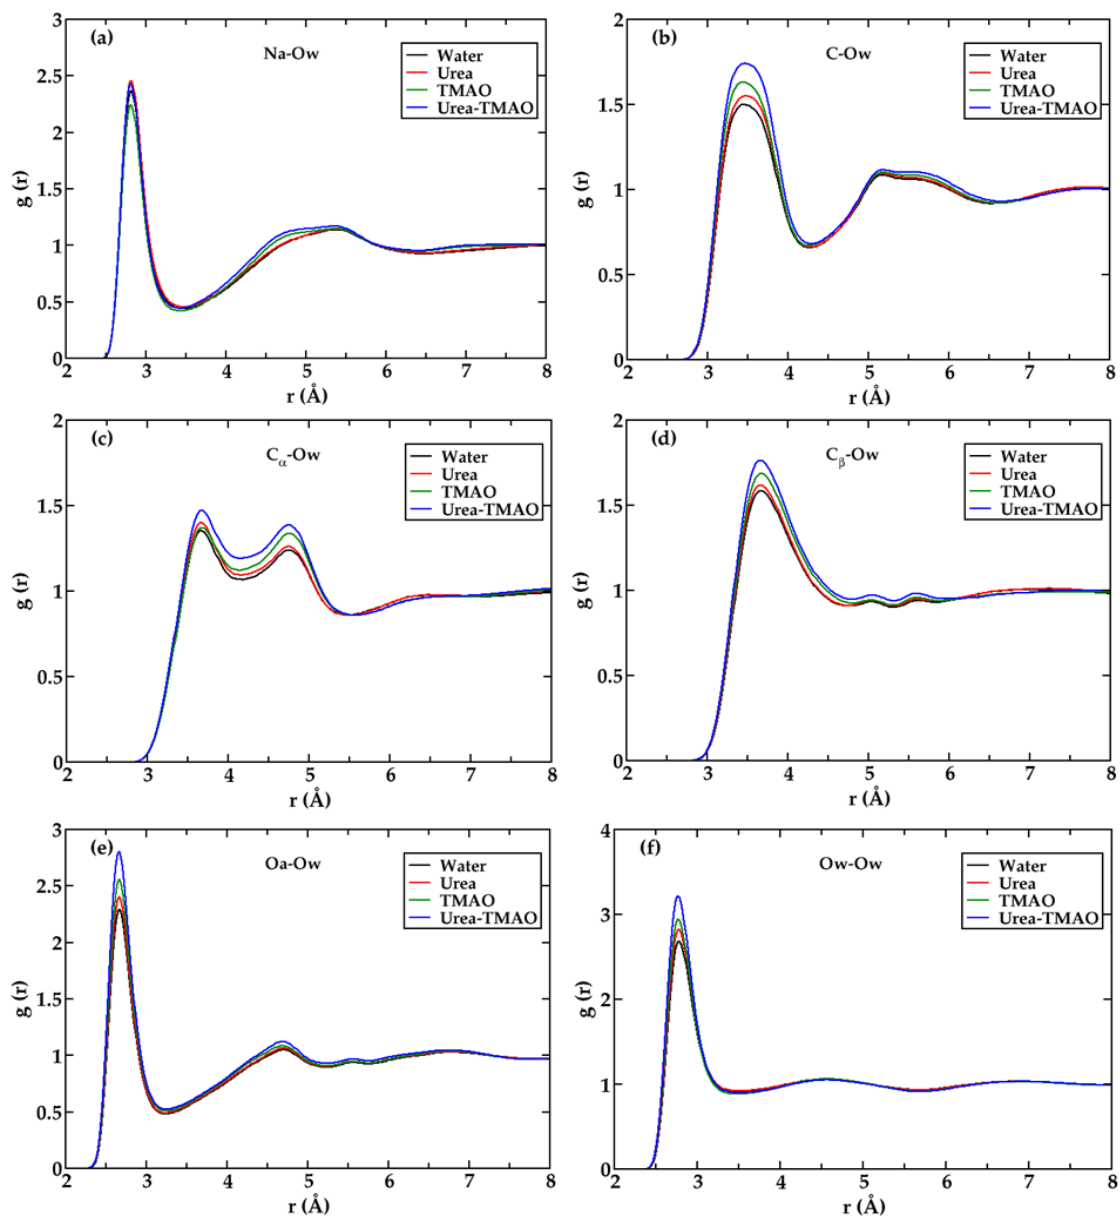 (a)
Na-Ow
Water
Urea
TMAO
Urea-TMAO
3
2.5
2
1.5
1
0.5
0
g (r)
2 3 4 5 6 7 8
r (Å)
(b)
C-Ow
Water
Urea
TMAO
Urea-TMAO
2
1.5
1
0.5
0
g (r)
2 3 4 5 6 7 8
r (Å)
(c)
Cα-Ow
Water
Urea
TMAO
Urea-TMAO
2
1.5
1
0.5
0
g (r)
2 3 4 5 6 7 8
r (Å)
(d)
Cβ-Ow
Water
Urea
TMAO
Urea-TMAO
2
1.5
1
0.5
0
g (r)
2 3 4 5 6 7 8
r (Å)
(e)
Oa-Ow
Water
Urea
TMAO
Urea-TMAO
3
2.5
2
1.5
1
0.5
0
g (r)
2 3 4 5 6 7 8
r (Å)
(f)
Ow-Ow
Water
Urea
TMAO
Urea-TMAO
4
3
2
1
0
g (r)
2 3 4 5 6 7 8
r (Å)